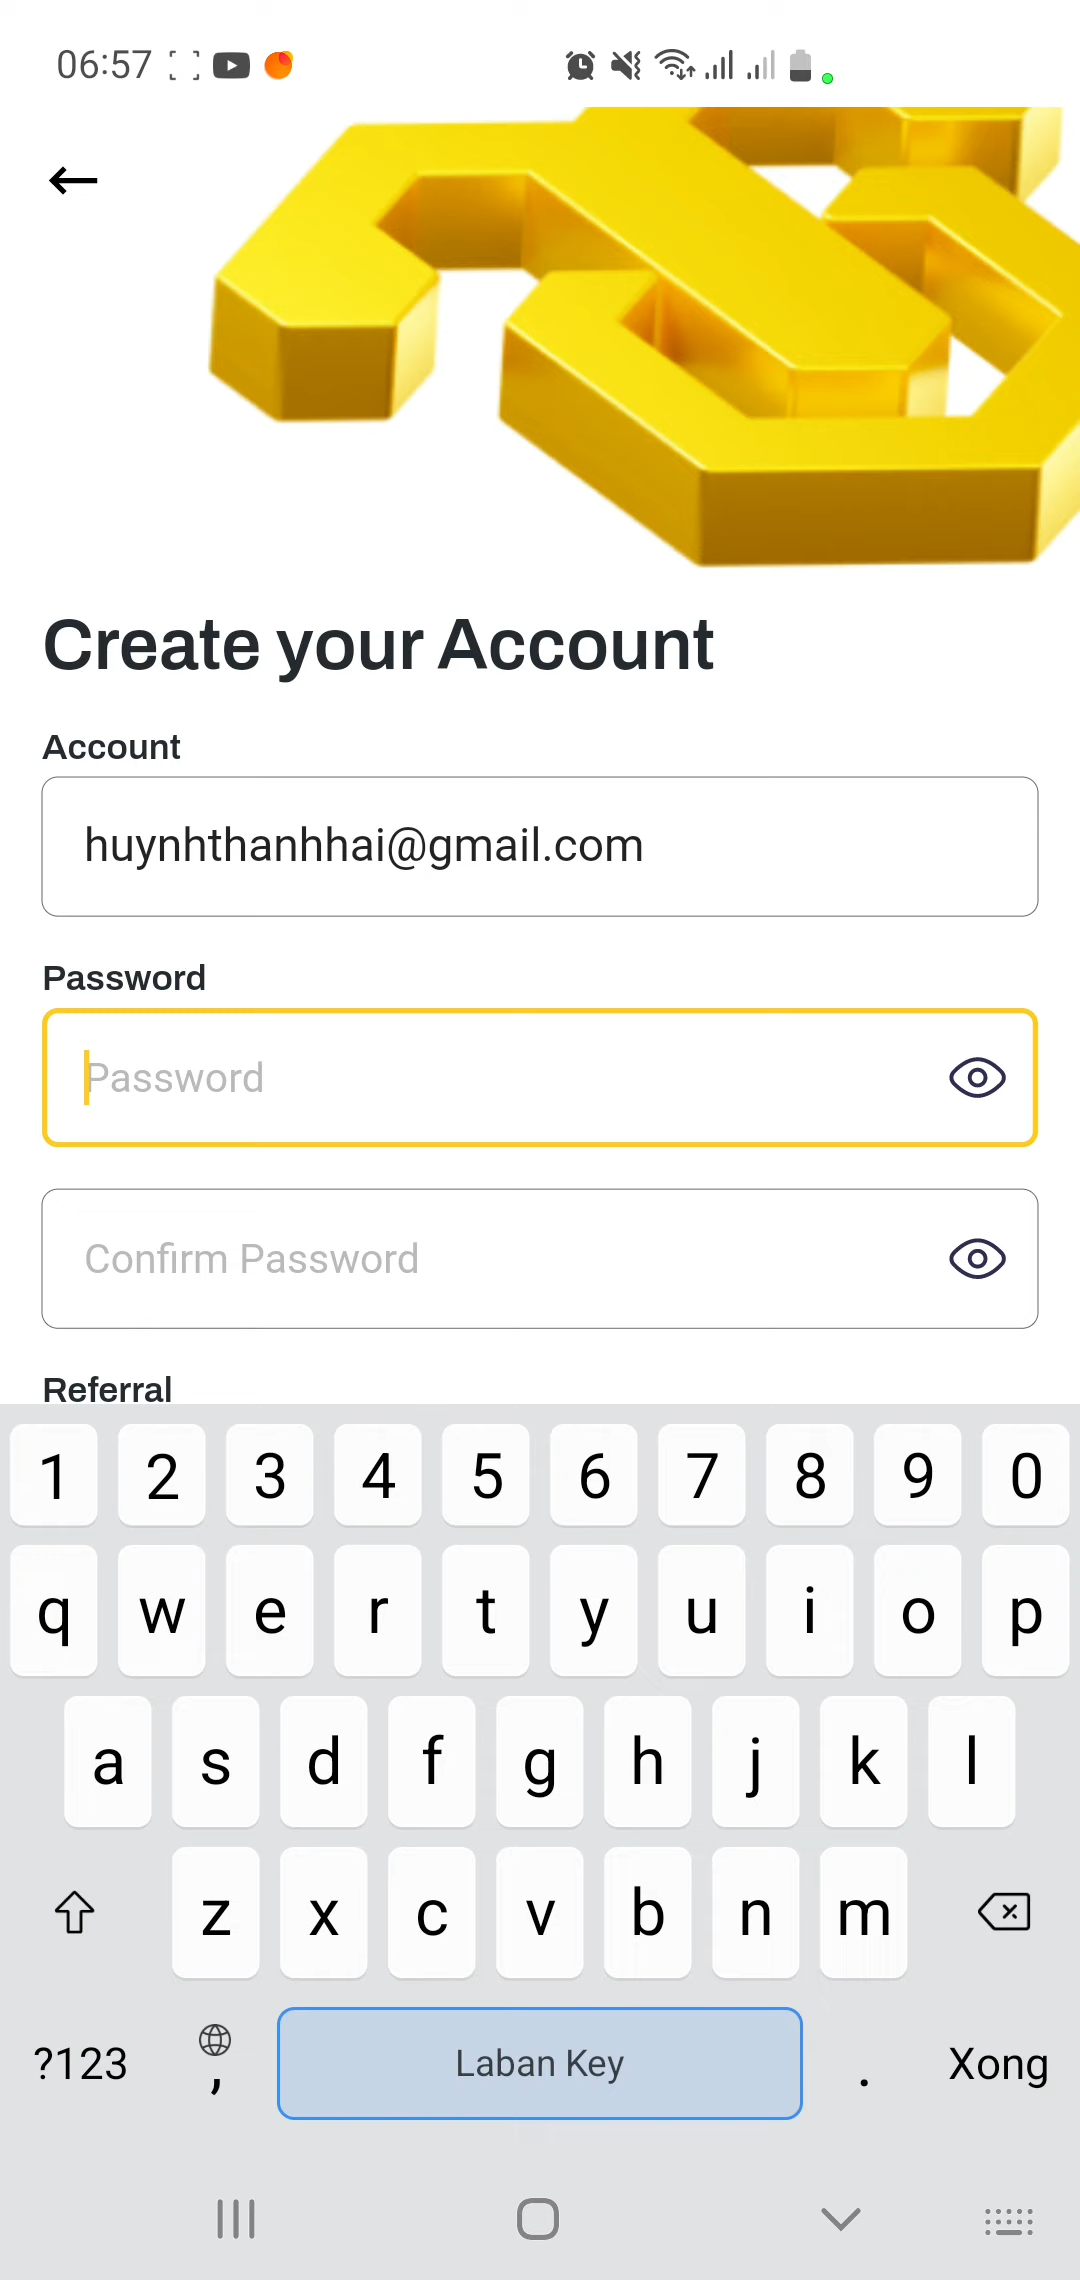 06:57
Create your Account
Account
huynhthanhhai@gmail.com
Password
Password
Confirm Password
Referral
1 2 3 4 5 6 7 8 9 0
q w e r t y u i o p
a s d f g h j k l
z x c v b n m
?123 , Laban Key . Xong